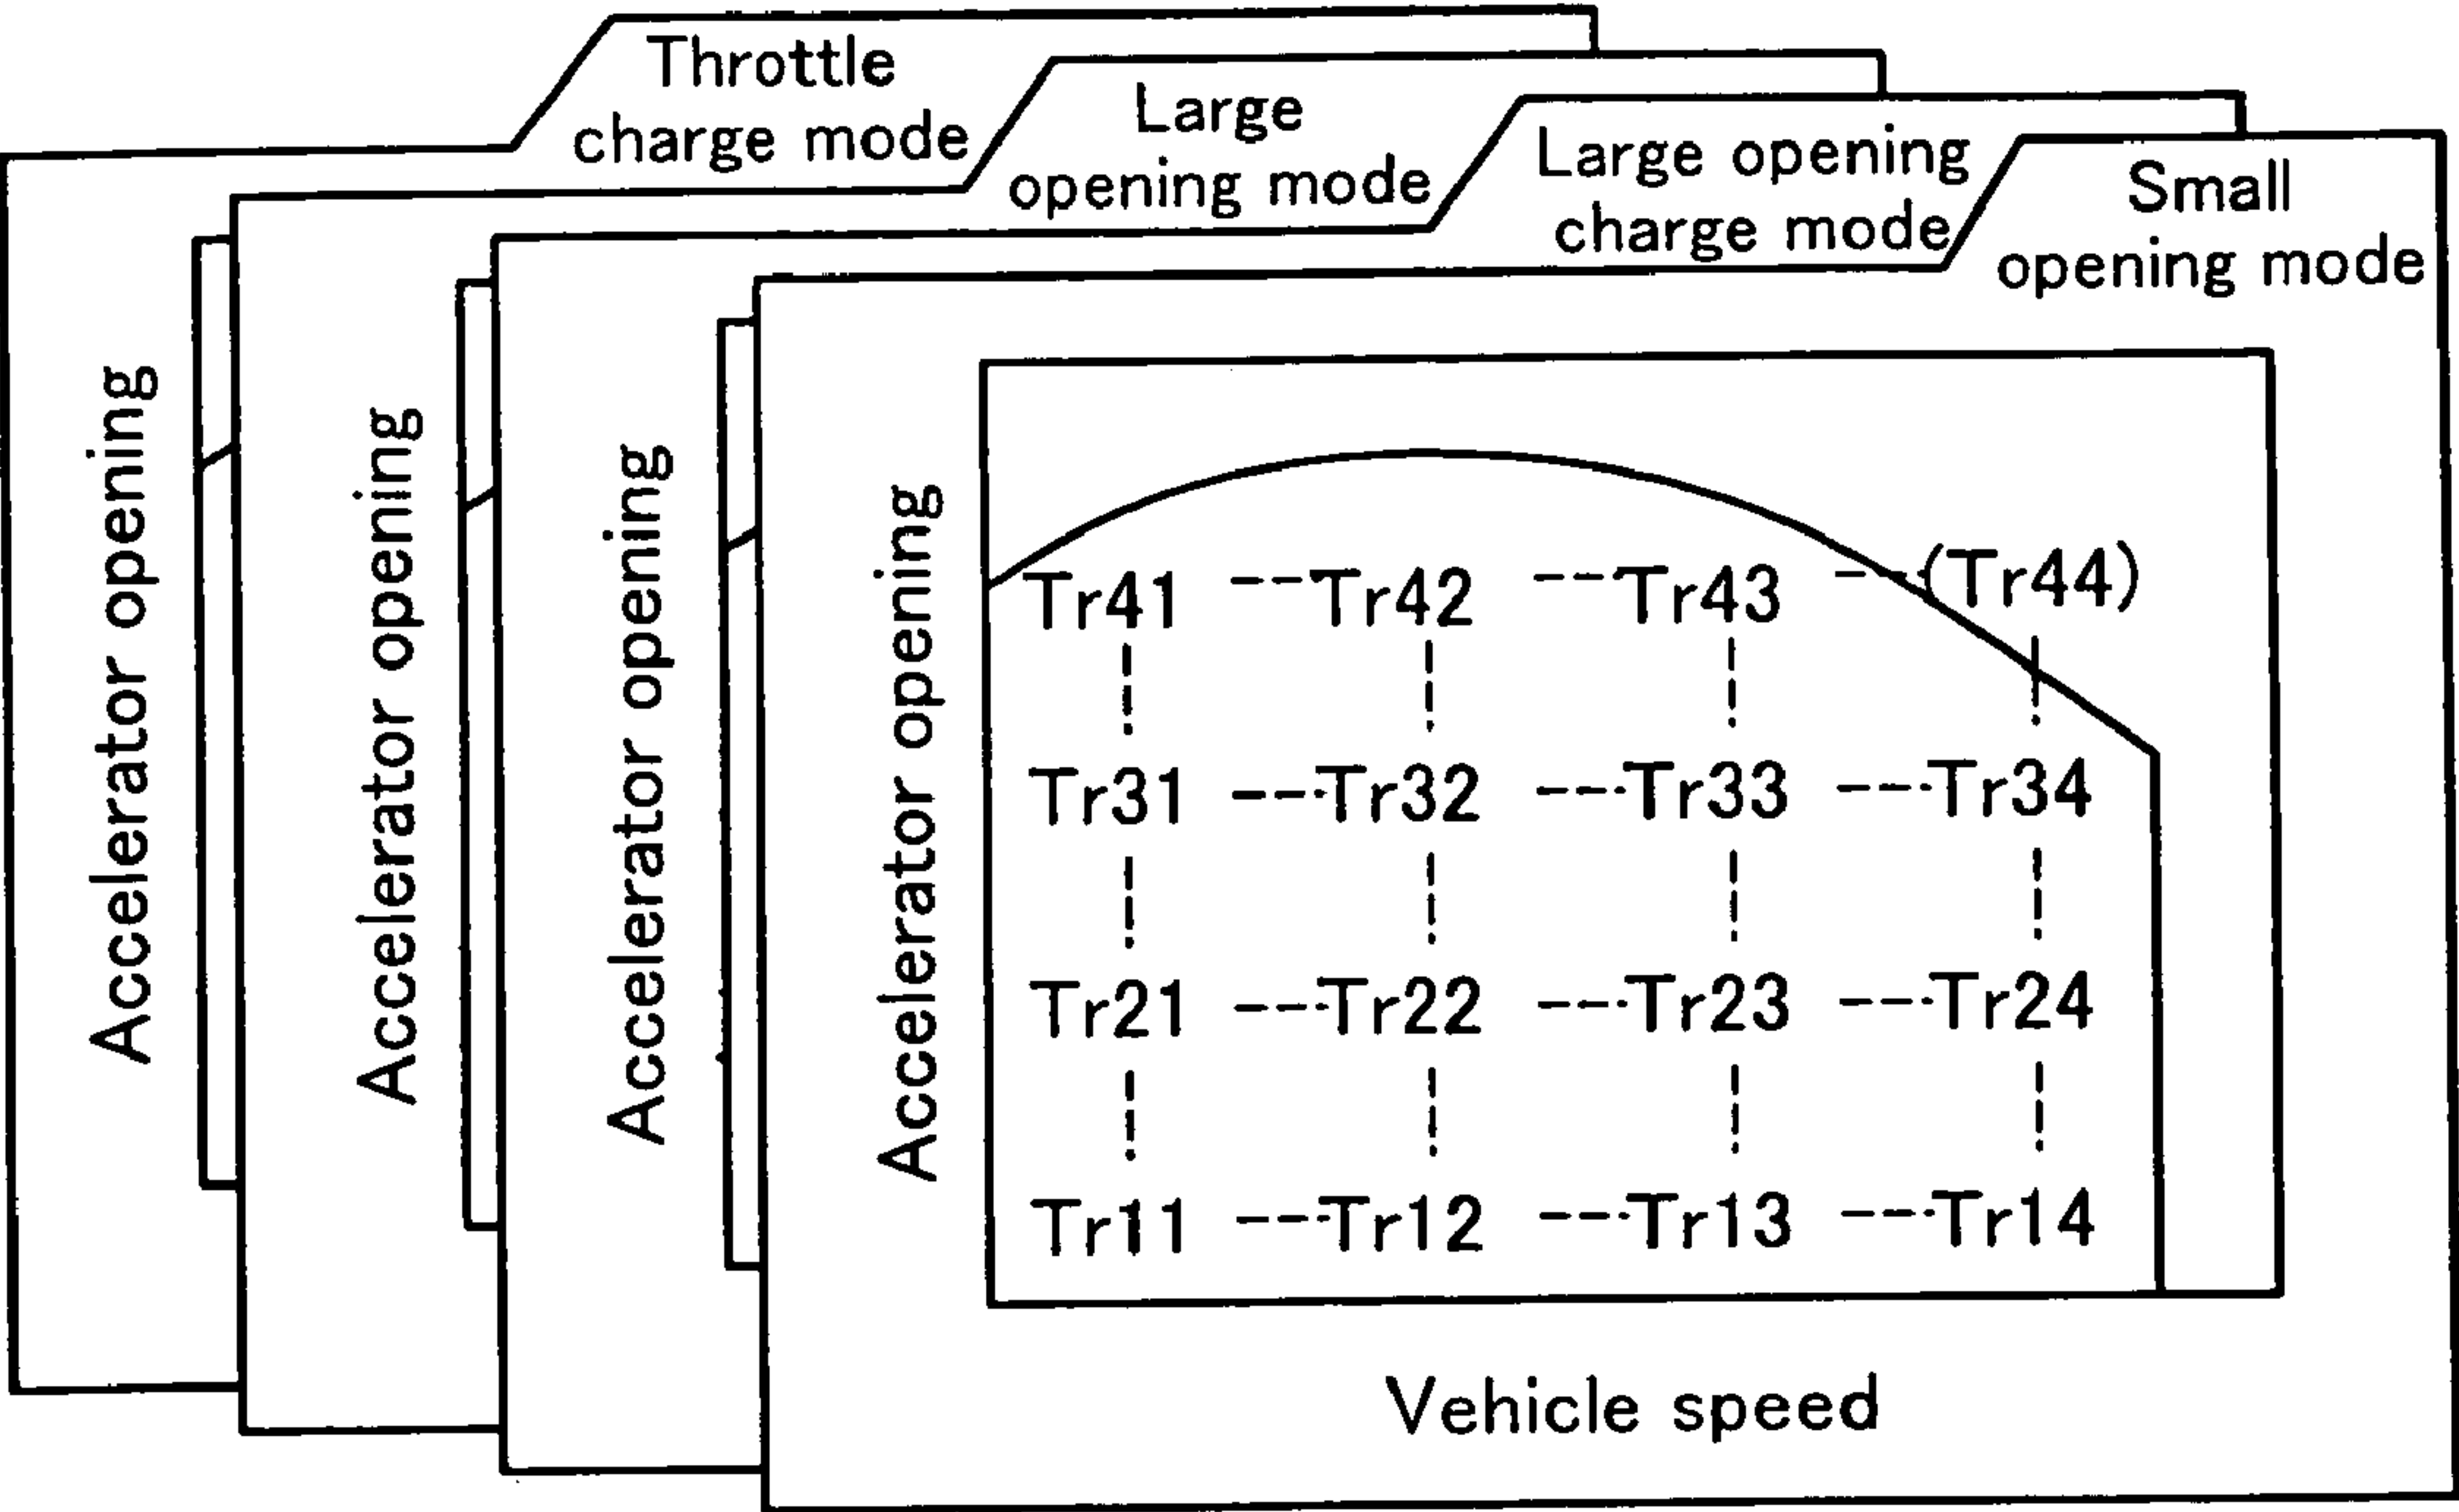 Throttle
charge mode
Large
opening mode
Large opening
charge mode
Small
opening mode
Accelerator opening
Accelerator opening
Accelerator opening
Accelerator opening
Tr41 --Tr42 --Tr43 --(Tr44)
Tr31 ---Tr32 ---Tr33 ---Tr34
Tr21 ---Tr22 ---Tr23 ---Tr24
Tr11 ---Tr12 ---Tr13 ---Tr14
Vehicle speed